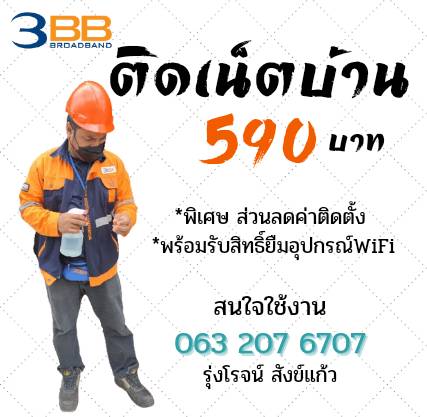 3BB
BROADBAND
ติดเน็ตบ้าน
590 บาท
*พิเศษ ส่วนลดค่าติดตั้ง
*พร้อมรับสิทธิ์ยืมอุปกรณ์WiFi
สนใจใช้งาน
063 207 6707
รุ่งโรจน์ สังข์แก้ว